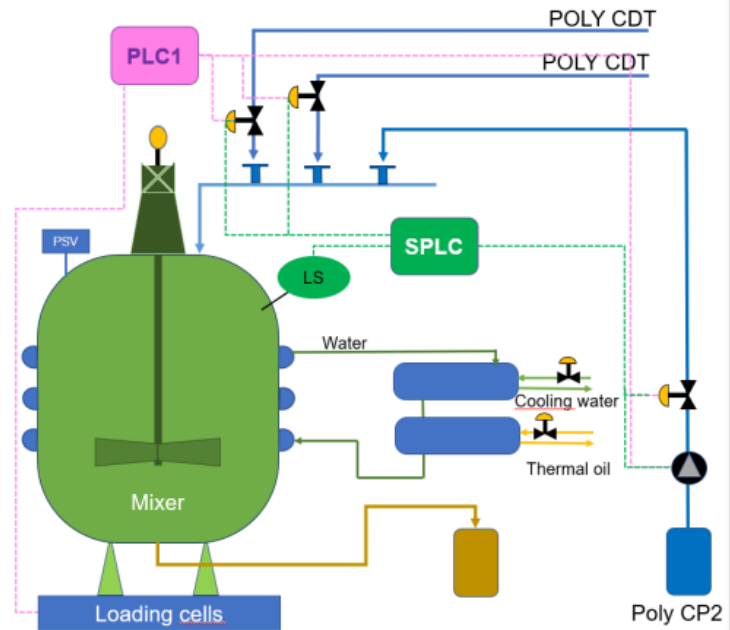 POLY CDT
PLC1
POLY CDT
PSV
SPLC
LS
Water
Cooling water
Thermal oil
Mixer
Loading cells
Poly CP2